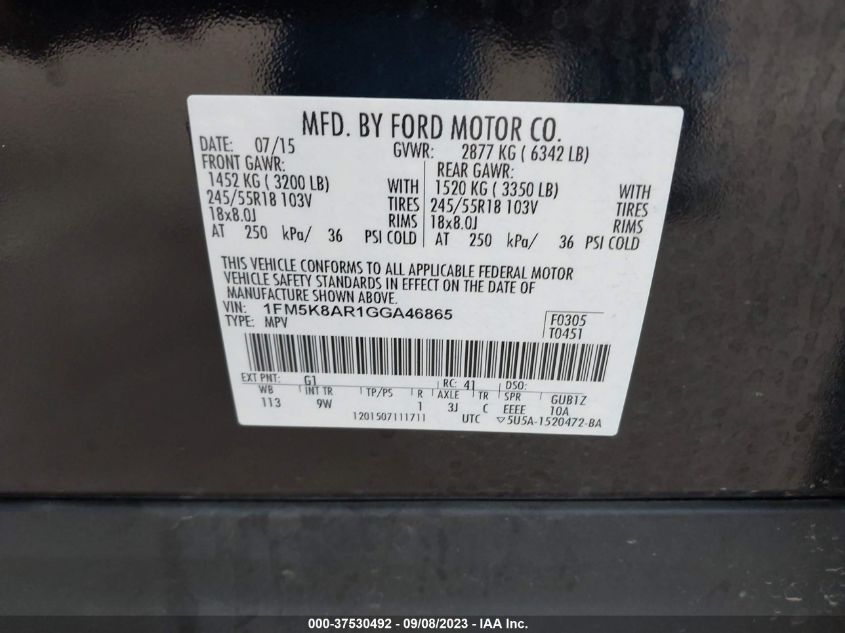 MFD. BY FORD MOTOR CO.
DATE: 07/15 GVWR: 2877 KG ( 6342 LB)
FRONT GAWR: REAR GAWR:
1452 KG ( 3200 LB) WITH 1520 KG ( 3350 LB) WITH
245/55R18 103V TIRES 245/55R18 103V TIRES
18x8.0J RIMS 18x8.0J RIMS
AT 250 kPa/ 36 PSI COLD AT 250 kPa/ 36 PSI COLD
THIS VEHICLE CONFORMS TO ALL APPLICABLE FEDERAL MOTOR
VEHICLE SAFETY STANDARDS IN EFFECT ON THE DATE OF
MANUFACTURE SHOWN ABOVE.
VIN: 1FM5K8AR1GGA46865 F0305
TYPE: MPV T0451
EXT PNT: G1 RC: 41 DSO:
WB INT TR TP/PS R AXLE TR SPR GUB1Z
113 9W 1 3J C EEEE 10A
1201507111711 UTC ▽5U5A-1520472-BA
000-37530492 - 09/08/2023 - IAA Inc.